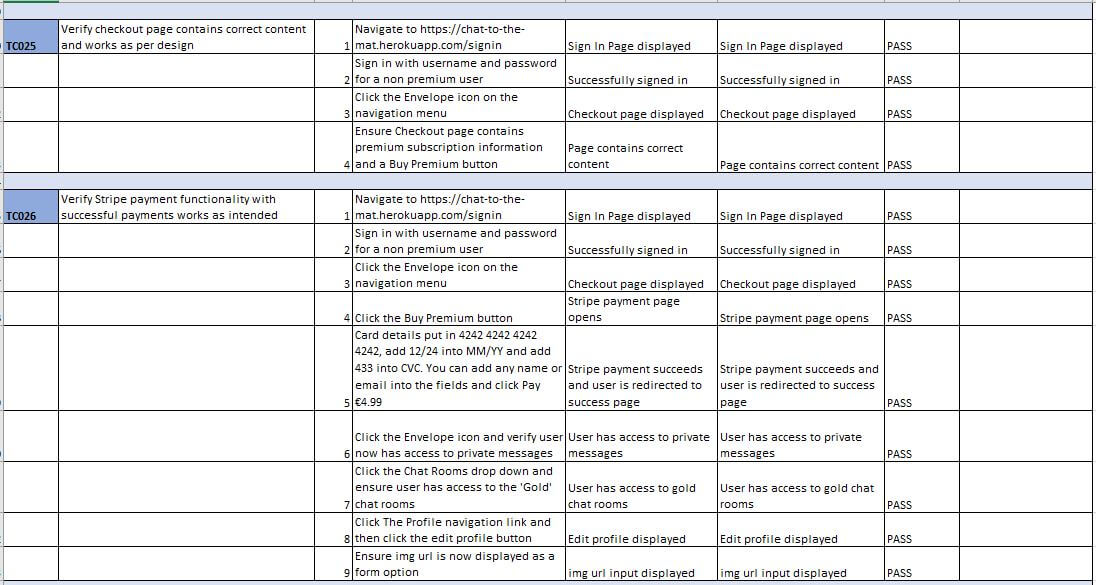 TC025 Verify checkout page contains correct content
and works as per design
1 Navigate to https://chat-to-the-
mat.herokuapp.com/signin
Sign In Page displayed
Sign In Page displayed
PASS
2 Sign in with username and password
for a non premium user
Successfully signed in
Successfully signed in
PASS
3 Click the Envelope icon on the
navigation menu
Checkout page displayed
Checkout page displayed
PASS
4 Ensure Checkout page contains
premium subscription information
and a Buy Premium button
Page contains correct
content
Page contains correct content
PASS
TC026 Verify Stripe payment functionality with
successful payments works as intended
1 Navigate to https://chat-to-the-
mat.herokuapp.com/signin
Sign In Page displayed
Sign In Page displayed
PASS
2 Sign in with username and password
for a non premium user
Successfully signed in
Successfully signed in
PASS
3 Click the Envelope icon on the
navigation menu
Checkout page displayed
Checkout page displayed
PASS
4 Click the Buy Premium button
Stripe payment page
opens
Stripe payment page opens
PASS
5 Card details put in 4242 4242 4242
4242, add 12/24 into MM/YY and add
433 into CVC. You can add any name or
email into the fields and click Pay
€4.99
Stripe payment succeeds
and user is redirected to
success page
Stripe payment succeeds and
user is redirected to success
page
PASS
6 Click the Envelope icon and verify user
now has access to private messages
User has access to private
messages
User has access to private
messages
PASS
7 Click the Chat Rooms drop down and
ensure user has access to the 'Gold'
chat rooms
User has access to gold
chat rooms
User has access to gold chat
rooms
PASS
8 Click The Profile navigation link and
then click the edit profile button
Edit profile displayed
Edit profile displayed
PASS
9 Ensure img url is now displayed as a
form option
img url input displayed
img url input displayed
PASS